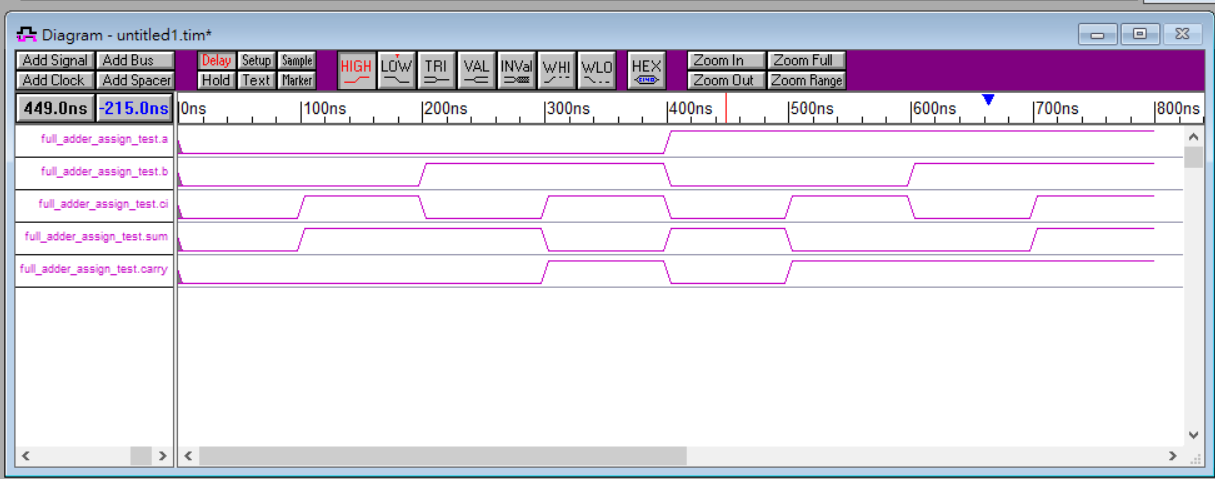 Diagram - untitled1.tim*
Add Signal Add Bus Delay Setup Sample HIGH LOW TRI VAL INVal WHI WLO HEX Zoom In Zoom Full
Add Clock Add Spacer Hold Text Marker Zoom Out Zoom Range
449.0ns -215.0ns 0ns 100ns 200ns 300ns 400ns 500ns 600ns 700ns 800ns
full_adder_assign_test.a
full_adder_assign_test.b
full_adder_assign_test.ci
full_adder_assign_test.sum
full_adder_assign_test.carry